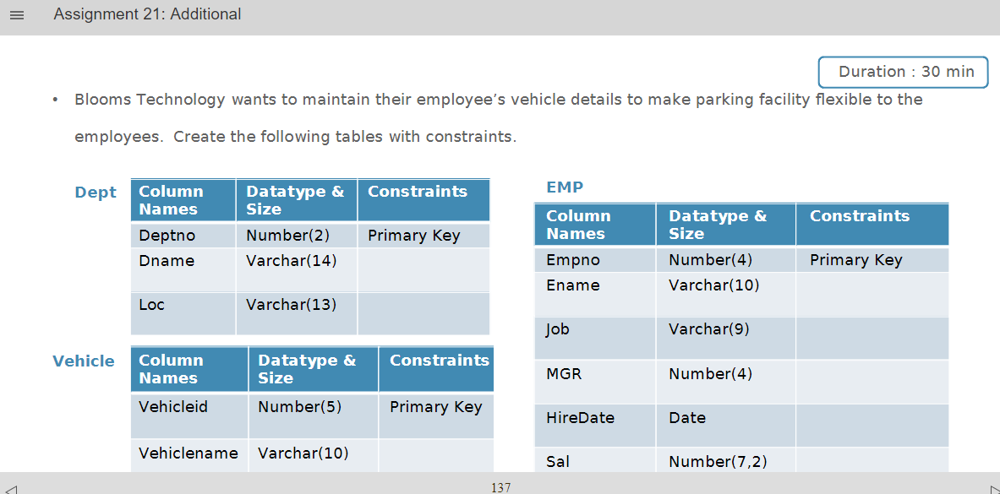 Assignment 21: Additional
Duration : 30 min
• Blooms Technology wants to maintain their employee’s vehicle details to make parking facility flexible to the
employees.  Create the following tables with constraints.
Dept
Column Names | Datatype & Size | Constraints
Deptno | Number(2) | Primary Key
Dname | Varchar(14)
Loc | Varchar(13)
Vehicle
Column Names | Datatype & Size | Constraints
Vehicleid | Number(5) | Primary Key
Vehiclename | Varchar(10)
EMP
Column Names | Datatype & Size | Constraints
Empno | Number(4) | Primary Key
Ename | Varchar(10)
Job | Varchar(9)
MGR | Number(4)
HireDate | Date
Sal | Number(7,2)
137